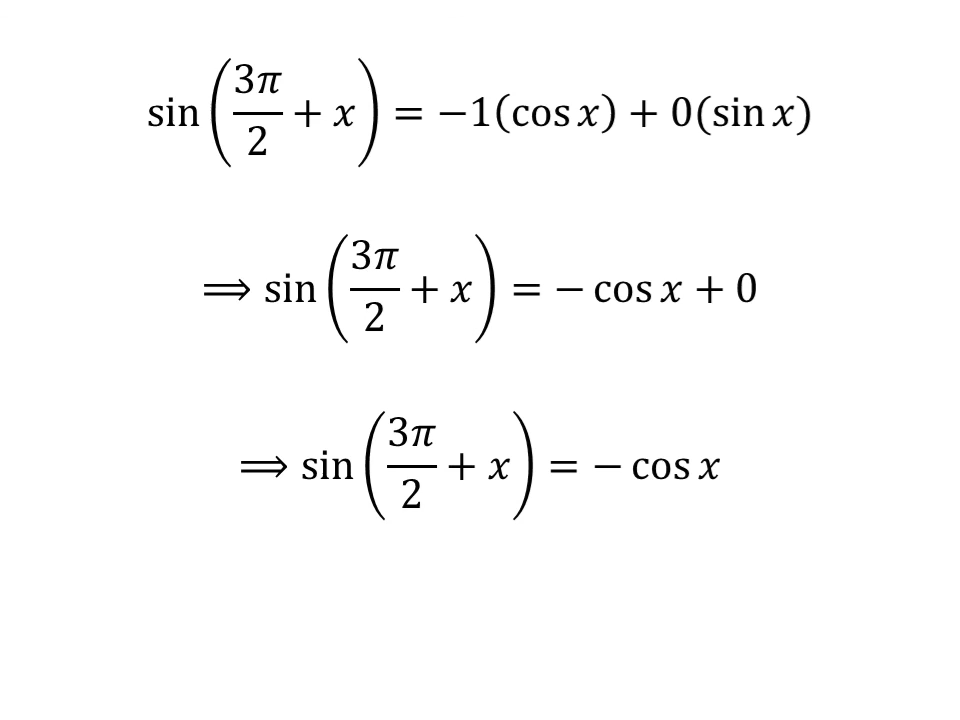 sin(3π/2 + x) = −1(cos x) + 0(sin x)
⟹ sin(3π/2 + x) = − cos x + 0
⟹ sin(3π/2 + x) = − cos x